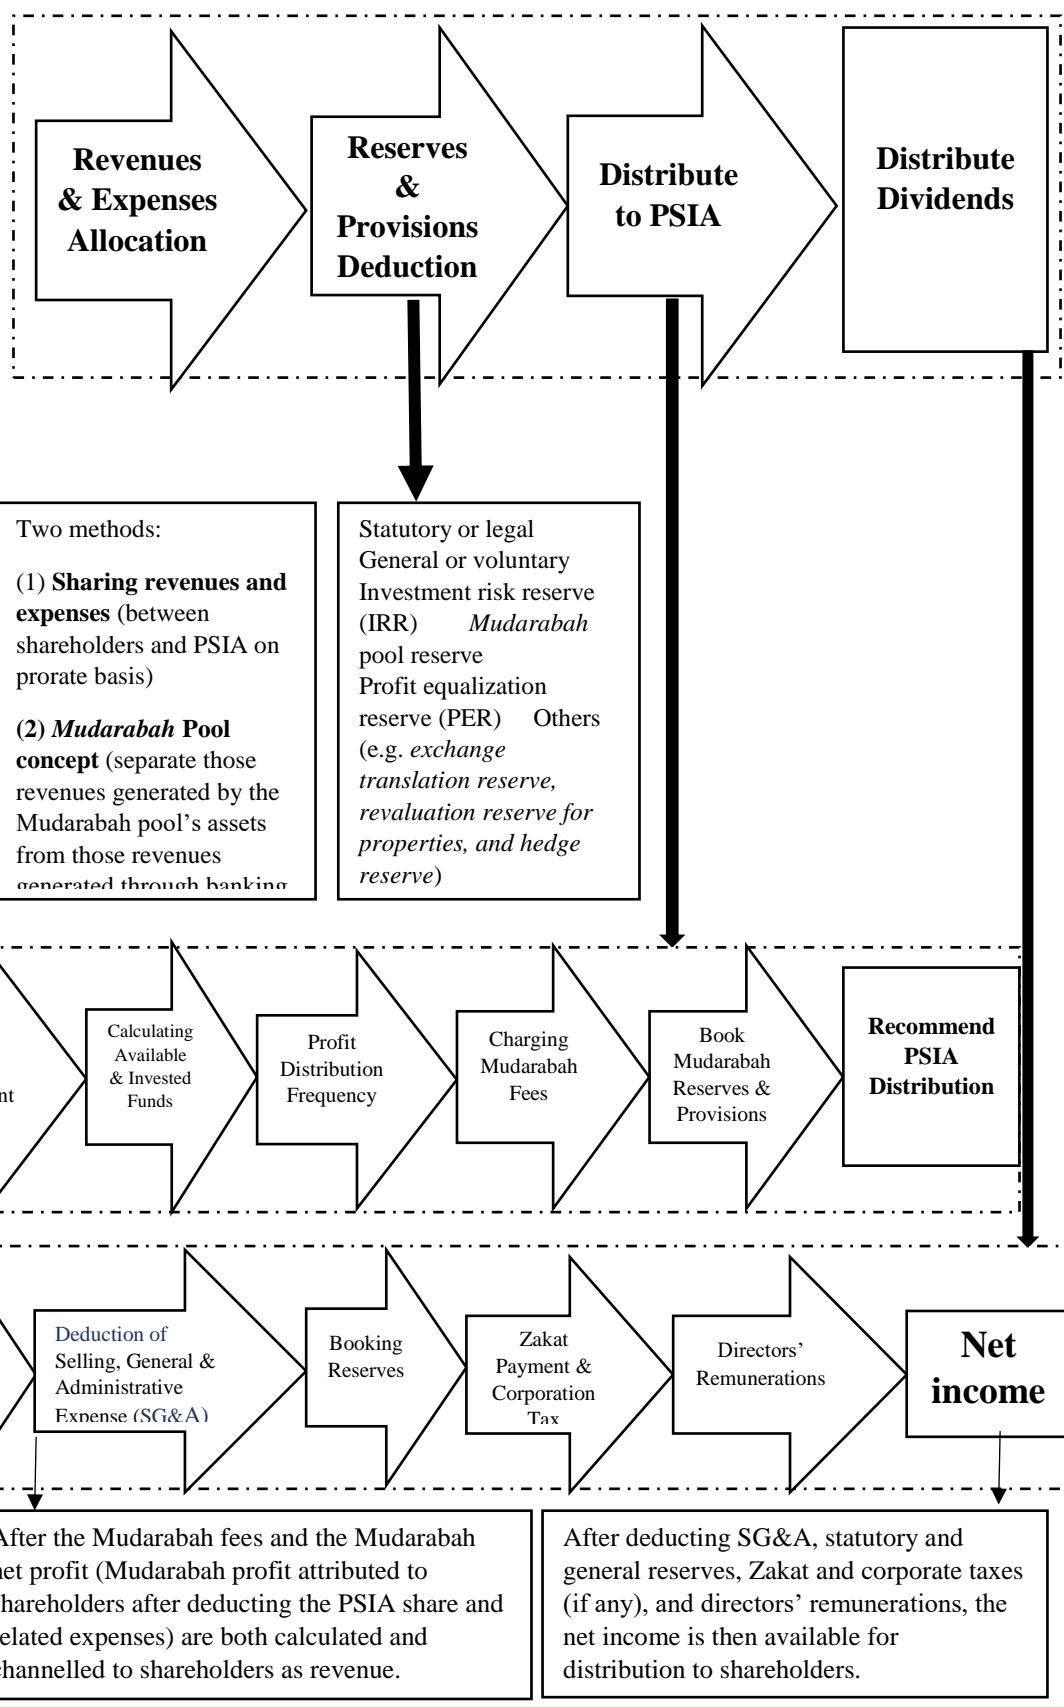 Revenues
& Expenses
Allocation
Reserves
&
Provisions
Deduction
Distribute
to PSIA
Distribute
Dividends
Two methods:
(1) Sharing revenues and
expenses (between
shareholders and PSIA on
prorate basis)
(2) Mudarabah Pool
concept (separate those
revenues generated by the
Mudarabah pool’s assets
from those revenues
generated through banking
Statutory or legal
General or voluntary
Investment risk reserve
(IRR) Mudarabah
pool reserve
Profit equalization
reserve (PER) Others
(e.g. exchange
translation reserve,
revaluation reserve for
properties, and hedge
reserve)
Calculating
Available
& Invested
Funds
Profit
Distribution
Frequency
Charging
Mudarabah
Fees
Book
Mudarabah
Reserves &
Provisions
Recommend
PSIA
Distribution
Deduction of
Selling, General &
Administrative
Expense (SG&A)
Booking
Reserves
Zakat
Payment &
Corporation
Tax
Directors’
Remunerations
Net
income
After the Mudarabah fees and the Mudarabah
net profit (Mudarabah profit attributed to
shareholders after deducting the PSIA share and
related expenses) are both calculated and
channelled to shareholders as revenue.
After deducting SG&A, statutory and
general reserves, Zakat and corporate taxes
(if any), and directors’ remunerations, the
net income is then available for
distribution to shareholders.